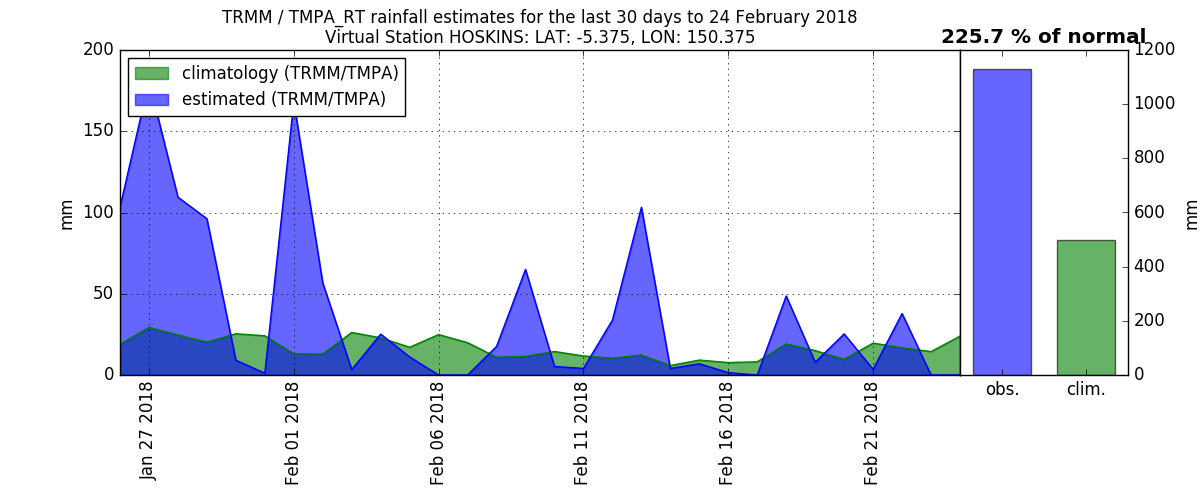 TRMM / TMPA_RT rainfall estimates for the last 30 days to 24 February 2018
Virtual Station HOSKINS: LAT: -5.375, LON: 150.375
225.7 % of normal
climatology (TRMM/TMPA)
estimated (TRMM/TMPA)
200
150
100
50
0
mm
Jan 27 2018
Feb 01 2018
Feb 06 2018
Feb 11 2018
Feb 16 2018
Feb 21 2018
obs.
clim.
1200
1000
800
600
400
200
0
mm